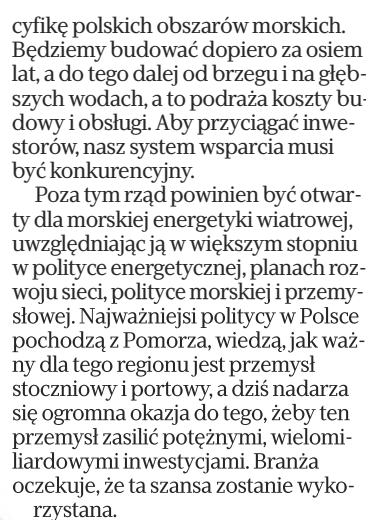 cyfikę polskich obszarów morskich.
Będziemy budować dopiero za osiem
lat, a do tego dalej od brzegu i na głęb-
szych wodach, a to podraża koszty bu-
dowy i obsługi. Aby przyciągać inwe-
storów, nasz system wsparcia musi
być konkurencyjny.
Poza tym rząd powinien być otwar-
ty dla morskiej energetyki wiatrowej,
uwzględniając ją w większym stopniu
w polityce energetycznej, planach roz-
woju sieci, polityce morskiej i przemy-
słowej. Najważniejsi politycy w Polsce
pochodzą z Pomorza, wiedzą, jak waż-
ny dla tego regionu jest przemysł
stoczniowy i portowy, a dziś nadarza
się ogromna okazja do tego, żeby ten
przemysł zasilić potężnymi, wielomi-
liardowymi inwestycjami. Branża
oczekuje, że ta szansa zostanie wyko-
rzystana.